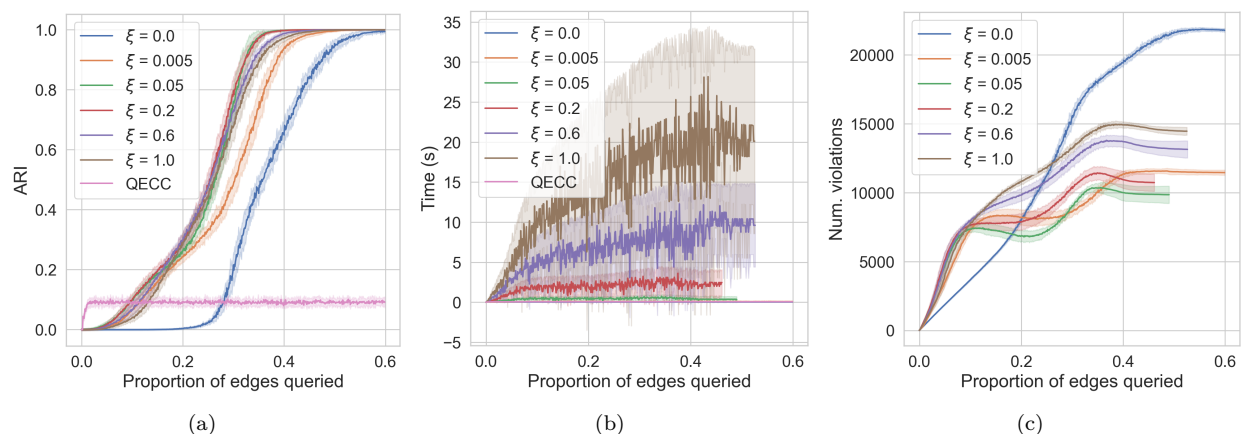 1.0
0.8
0.6
0.4
0.2
0.0
ARI
ξ = 0.0
ξ = 0.005
ξ = 0.05
ξ = 0.2
ξ = 0.6
ξ = 1.0
QECC
0.0 0.2 0.4 0.6
Proportion of edges queried
(a)
35
30
25
20
15
10
5
0
−5
Time (s)
ξ = 0.0
ξ = 0.005
ξ = 0.05
ξ = 0.2
ξ = 0.6
ξ = 1.0
QECC
0.0 0.2 0.4 0.6
Proportion of edges queried
(b)
20000
15000
10000
5000
0
Num. violations
ξ = 0.0
ξ = 0.005
ξ = 0.05
ξ = 0.2
ξ = 0.6
ξ = 1.0
0.0 0.2 0.4 0.6
Proportion of edges queried
(c)